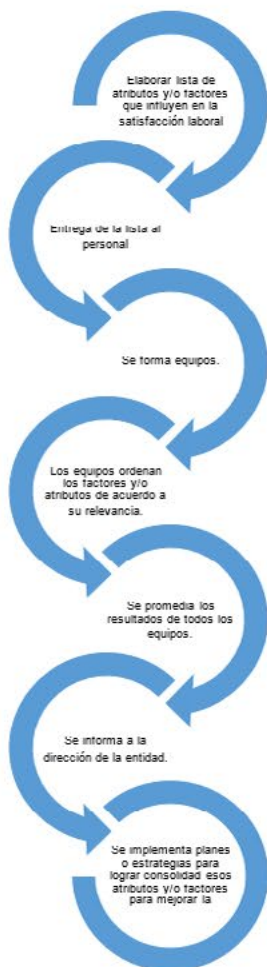 Elaborar lista de
atributos y/o factores
que influyen en la
satisfacción laboral
Entrega de la lista al
personal
Se forma equipos.
Los equipos ordenan
los factores y/o
atributos de acuerdo a
su relevancia.
Se promedia los
resultados de todos los
equipos.
Se informa a la
dirección de la entidad.
Se implementa planes
o estrategias para
lograr consolidad esos
atributos y/o factores
para mejorar la